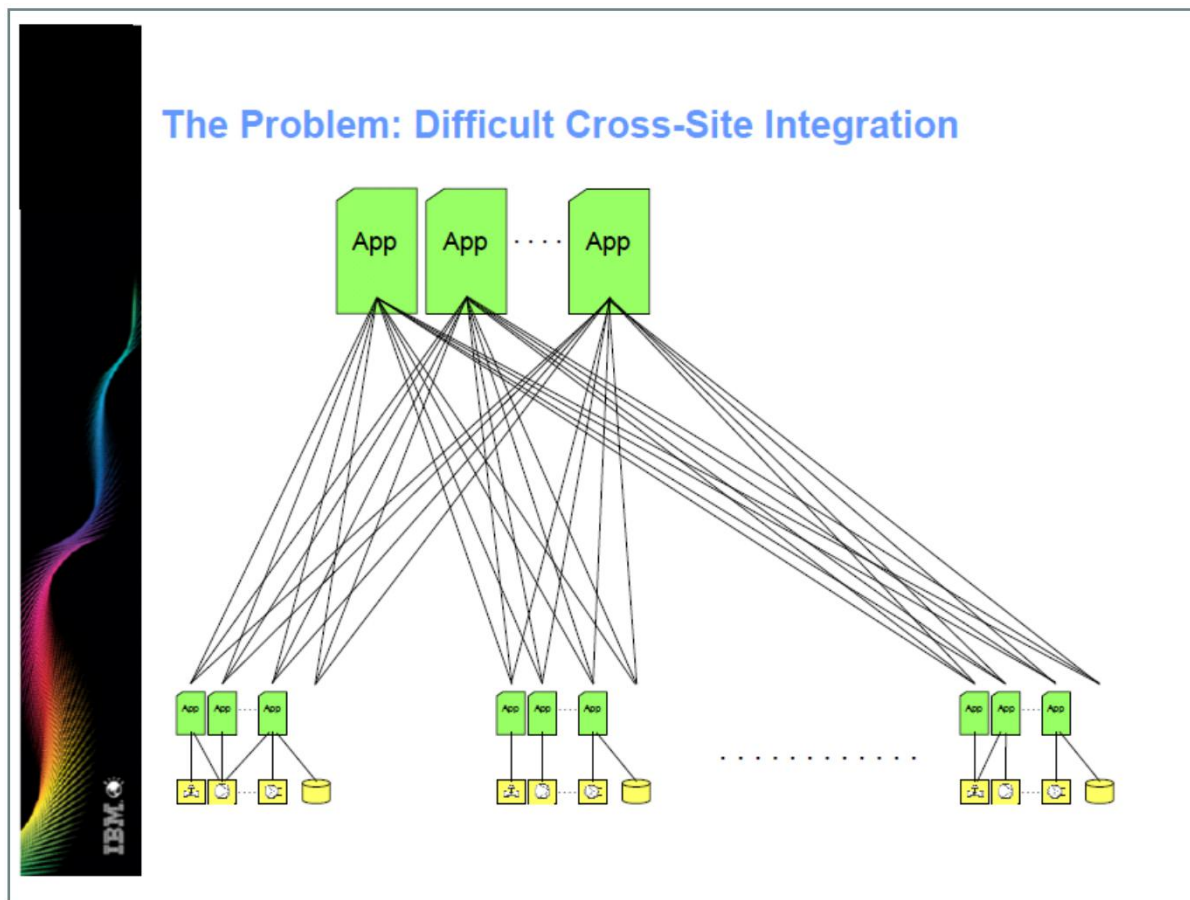 The Problem: Difficult Cross-Site Integration
App App . . . . App
App App App
App App App
App App App
IBM